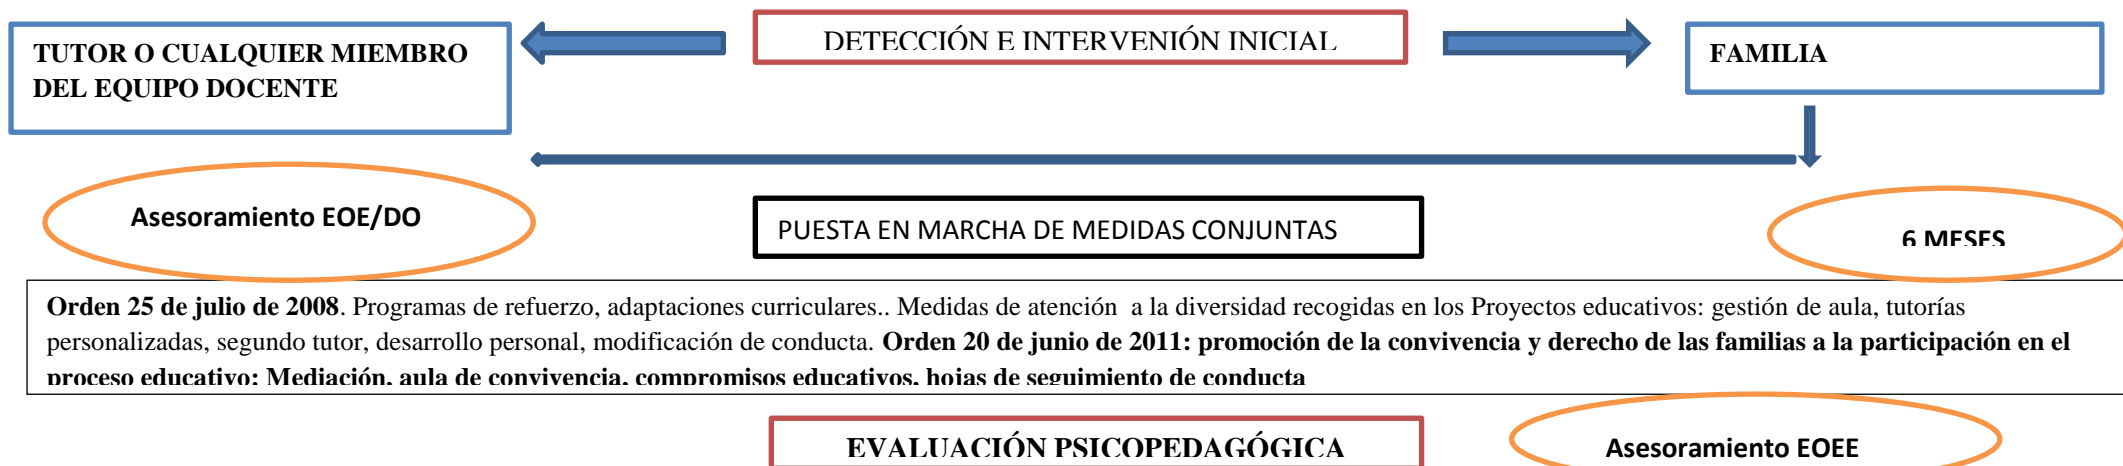 DETECCIÓN E INTERVENIÓN INICIAL
TUTOR O CUALQUIER MIEMBRO
DEL EQUIPO DOCENTE
FAMILIA
Asesoramiento EOE/DO
PUESTA EN MARCHA DE MEDIDAS CONJUNTAS
6 MESES
Orden 25 de julio de 2008. Programas de refuerzo, adaptaciones curriculares.. Medidas de atención a la diversidad recogidas en los Proyectos educativos: gestión de aula, tutorías
personalizadas, segundo tutor, desarrollo personal, modificación de conducta. Orden 20 de junio de 2011: promoción de la convivencia y derecho de las familias a la participación en el
proceso educativo: Mediación, aula de convivencia, compromisos educativos, hojas de seguimiento de conducta
EVALUACIÓN PSICOPEDAGÓGICA
Asesoramiento EOEE